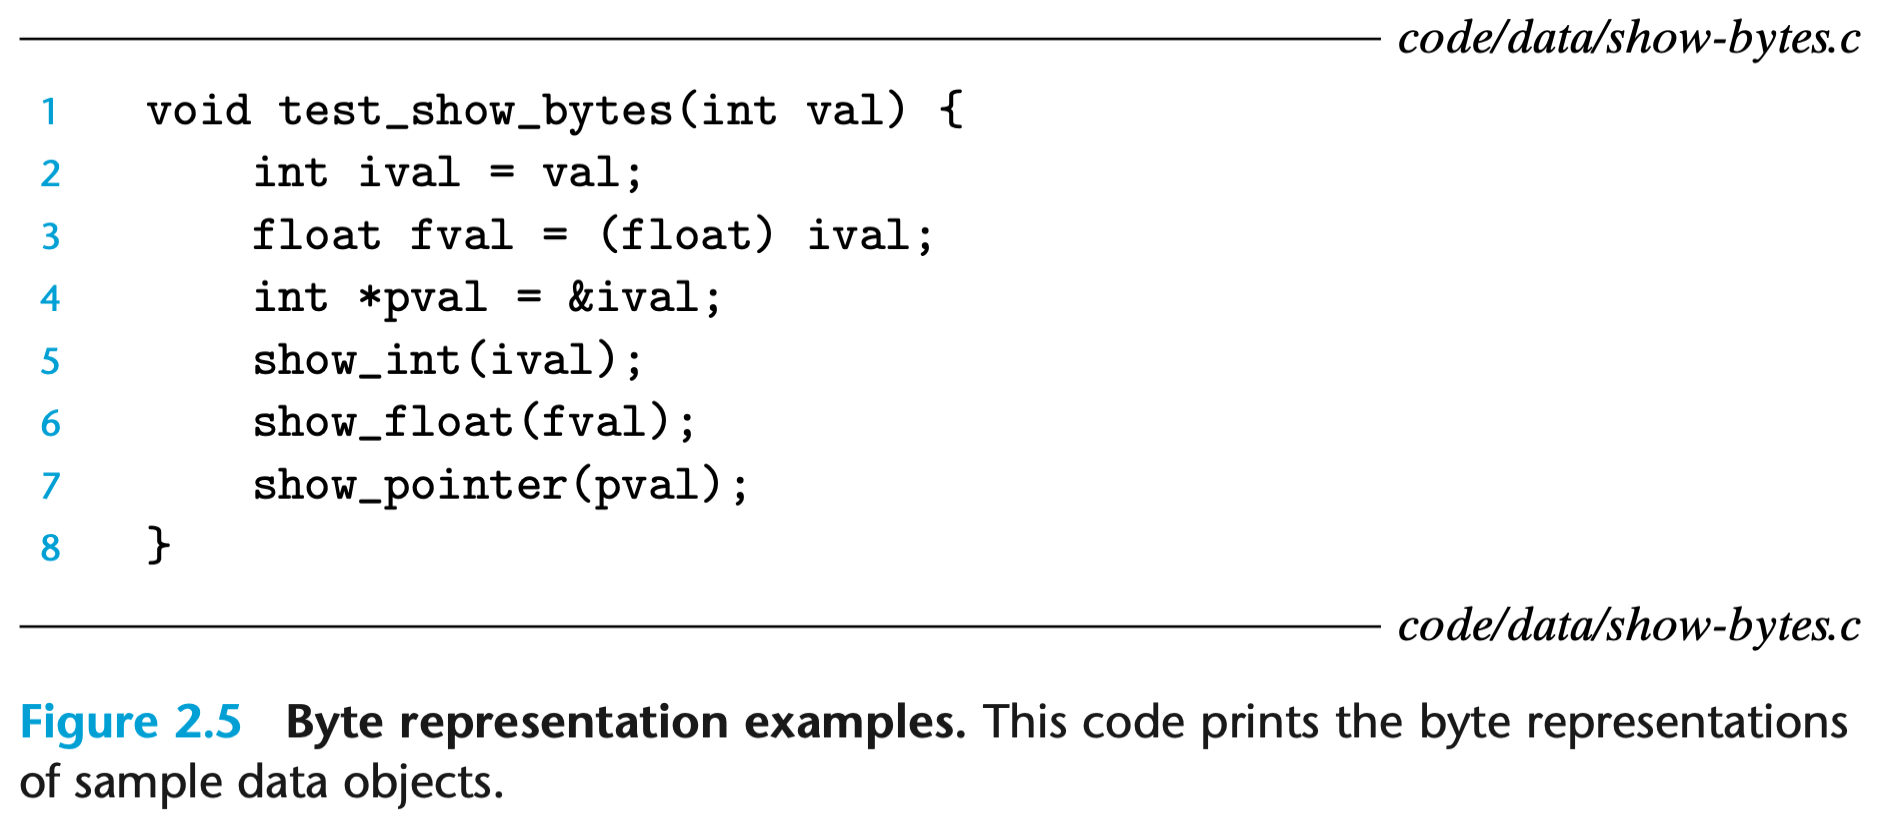 code/data/show-bytes.c
1 void test_show_bytes(int val) {
2     int ival = val;
3     float fval = (float) ival;
4     int *pval = &ival;
5     show_int(ival);
6     show_float(fval);
7     show_pointer(pval);
8 }
code/data/show-bytes.c
Figure 2.5 Byte representation examples. This code prints the byte representations
of sample data objects.